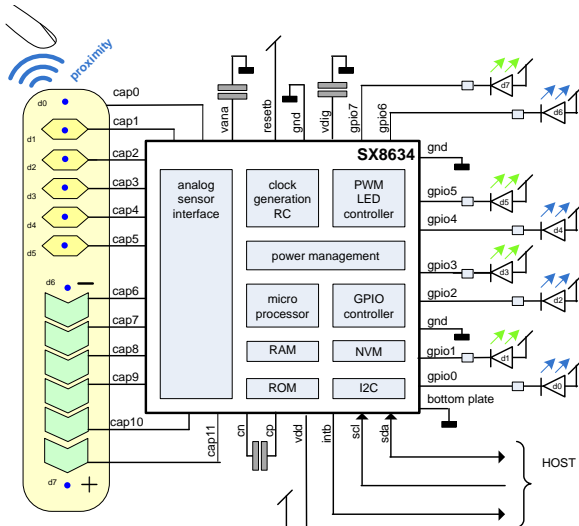 proximity
d0
cap0
d1
cap1
d2
cap2
d3
cap3
d4
cap4
d5
cap5
d6
cap6
cap7
cap8
cap9
cap10
cap11
d7
vana
resetb
gnd
vdig
gpio7
gpio6
d7
d6
SX8634
gnd
analog
sensor
interface
clock
generation
RC
PWM
LED
controller
gpio5
d5
gpio4
d4
power management
gpio3
d3
micro
processor
GPIO
controller
gpio2
d2
gnd
RAM
NVM
gpio1
d1
ROM
I2C
gpio0
d0
bottom plate
cn
cp
vdd
intb
scl
sda
HOST